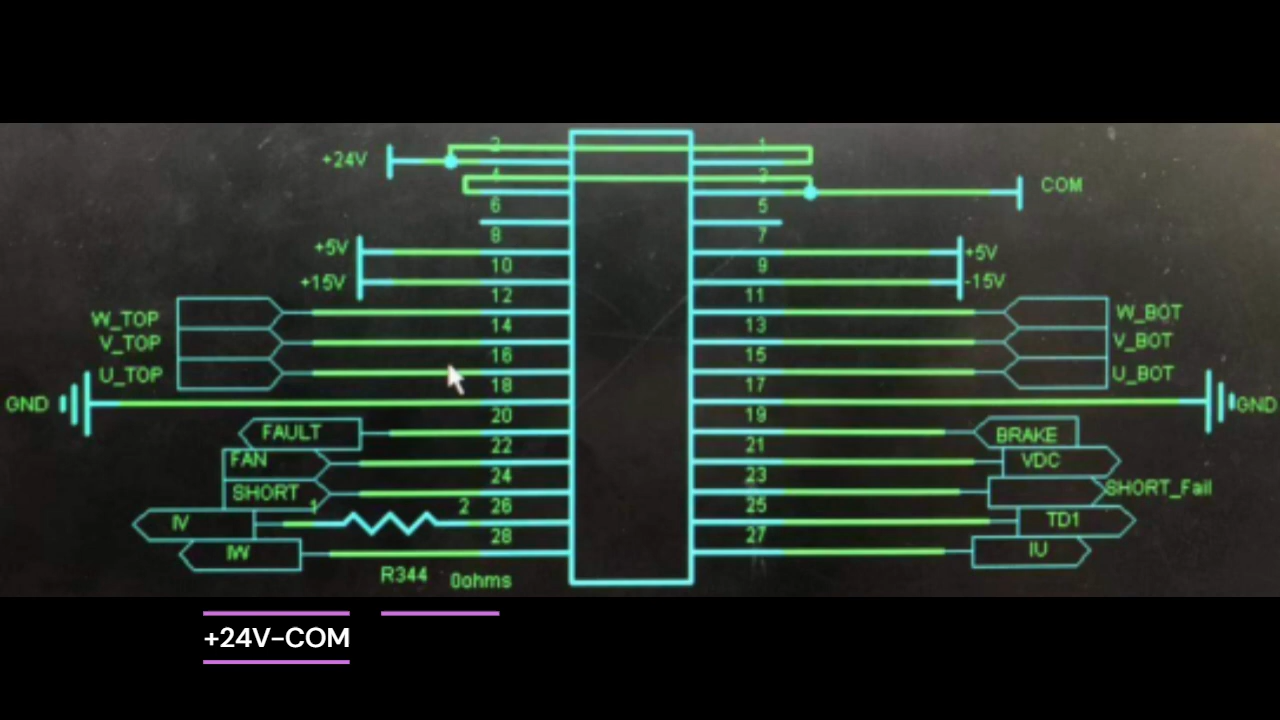 2 1
+24V
4 3
COM
6 5
8 7
+5V +5V
10 9
+15V -15V
12 11
W_TOP W_BOT
14 13
V_TOP V_BOT
16 15
U_TOP U_BOT
18 17
GND GND
20 19
FAULT BRAKE
22 21
FAN VDC
24 23
SHORT SHORT_Fail
1 2 26 25
IV TD1
28 27
IW IU
R344 0ohms
+24V-COM